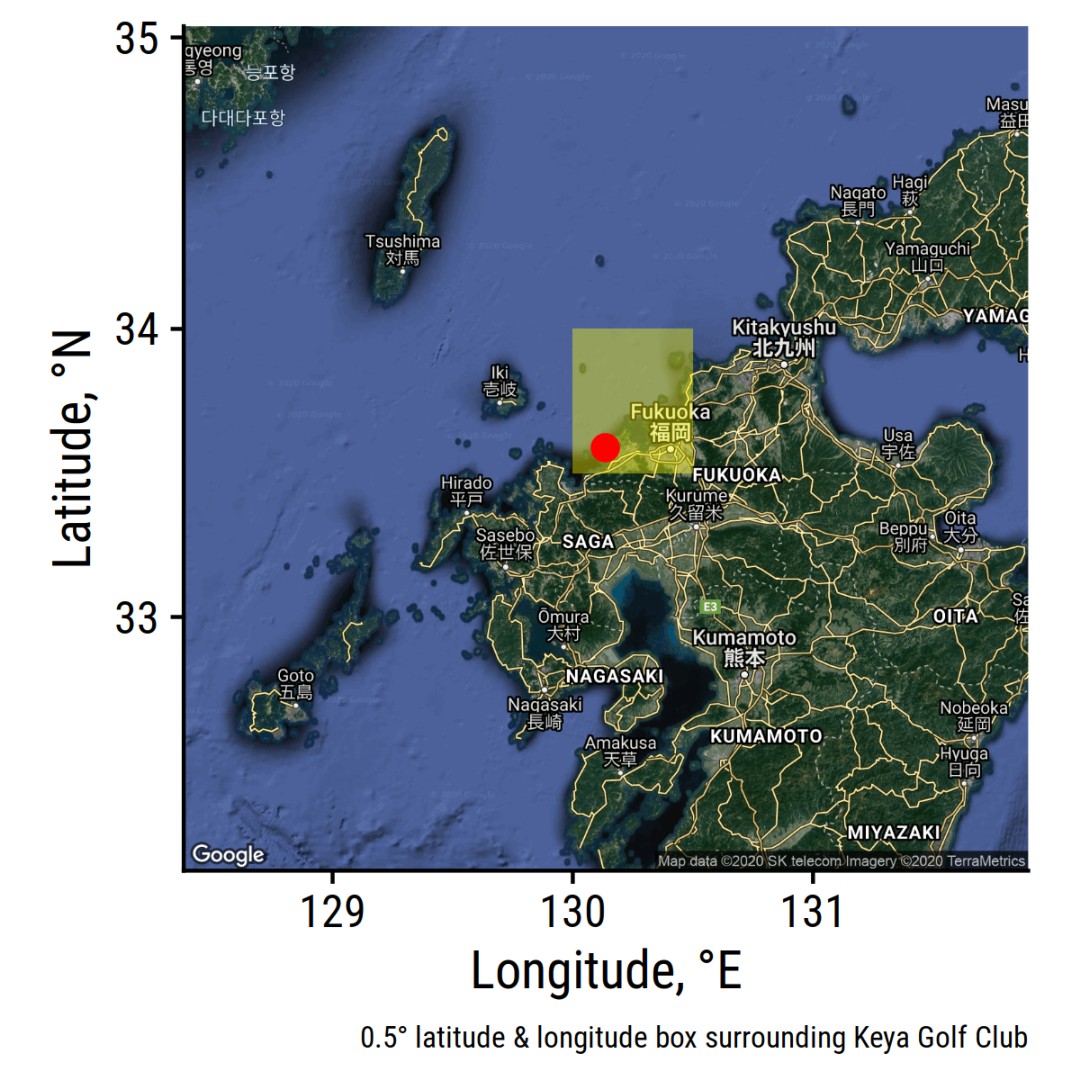 35
gyeong
통영
능포항
다대다포항
Masu
益田
Hagi
萩
Nagato
長門
Tsushima
対馬
Yamaguchi
山口
34
YAMAG
Kitakyushu
北九州
H
Iki
壱岐
Fukuoka
福岡
Usa
宇佐
FUKUOKA
Hirado
平戸
Kurume
久留米
Sasebo
佐世保
SAGA
Beppu
別府
Oita
大分
E3
Sa
佐
33
Ōmura
大村
OITA
Kumamoto
熊本
NAGASAKI
Goto
五島
Nagasaki
長崎
Nobeoka
延岡
KUMAMOTO
Amakusa
天草
Hyuga
日向
MIYAZAKI
Google
Map data ©2020 SK telecom Imagery ©2020 TerraMetrics
129
130
131
Latitude, °N
Longitude, °E
0.5° latitude & longitude box surrounding Keya Golf Club